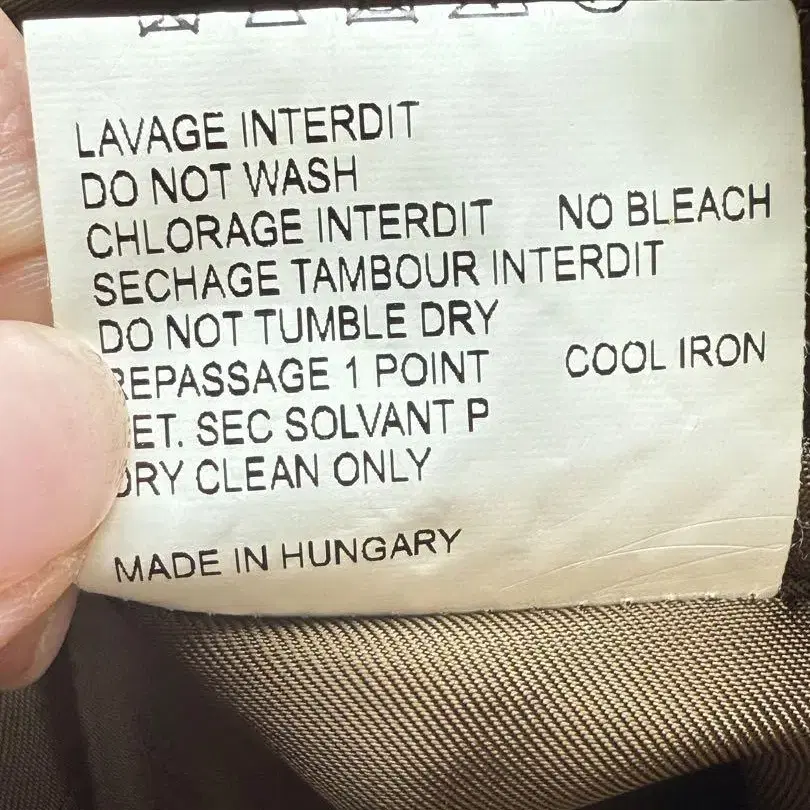 LAVAGE INTERDIT
DO NOT WASH
CHLORAGE INTERDIT NO BLEACH
SECHAGE TAMBOUR INTERDIT
DO NOT TUMBLE DRY
REPASSAGE 1 POINT COOL IRON
ET. SEC SOLVANT P
DRY CLEAN ONLY
MADE IN HUNGARY